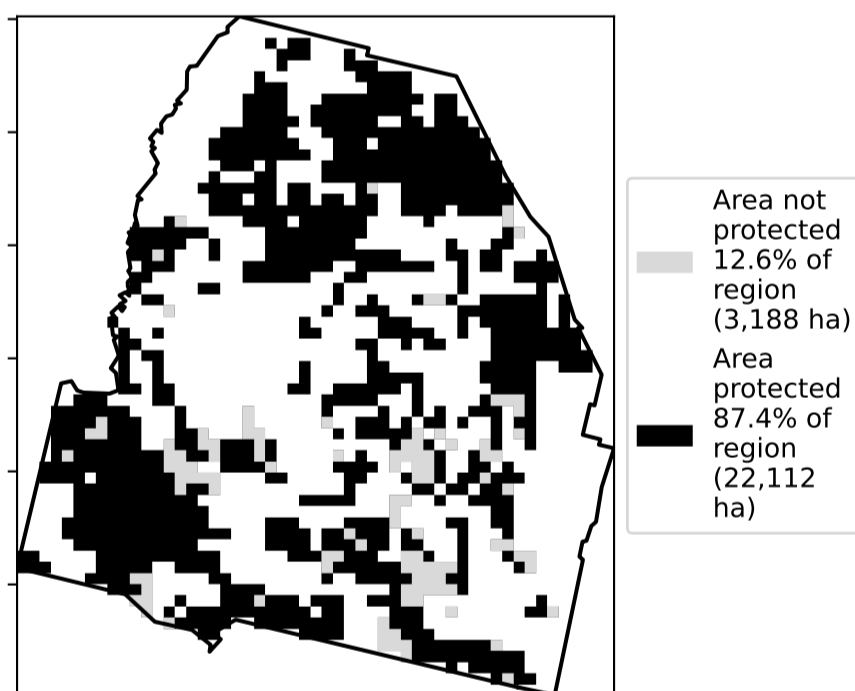 Area not
protected
12.6% of
region
(3,188 ha)
Area
protected
87.4% of
region
(22,112
ha)